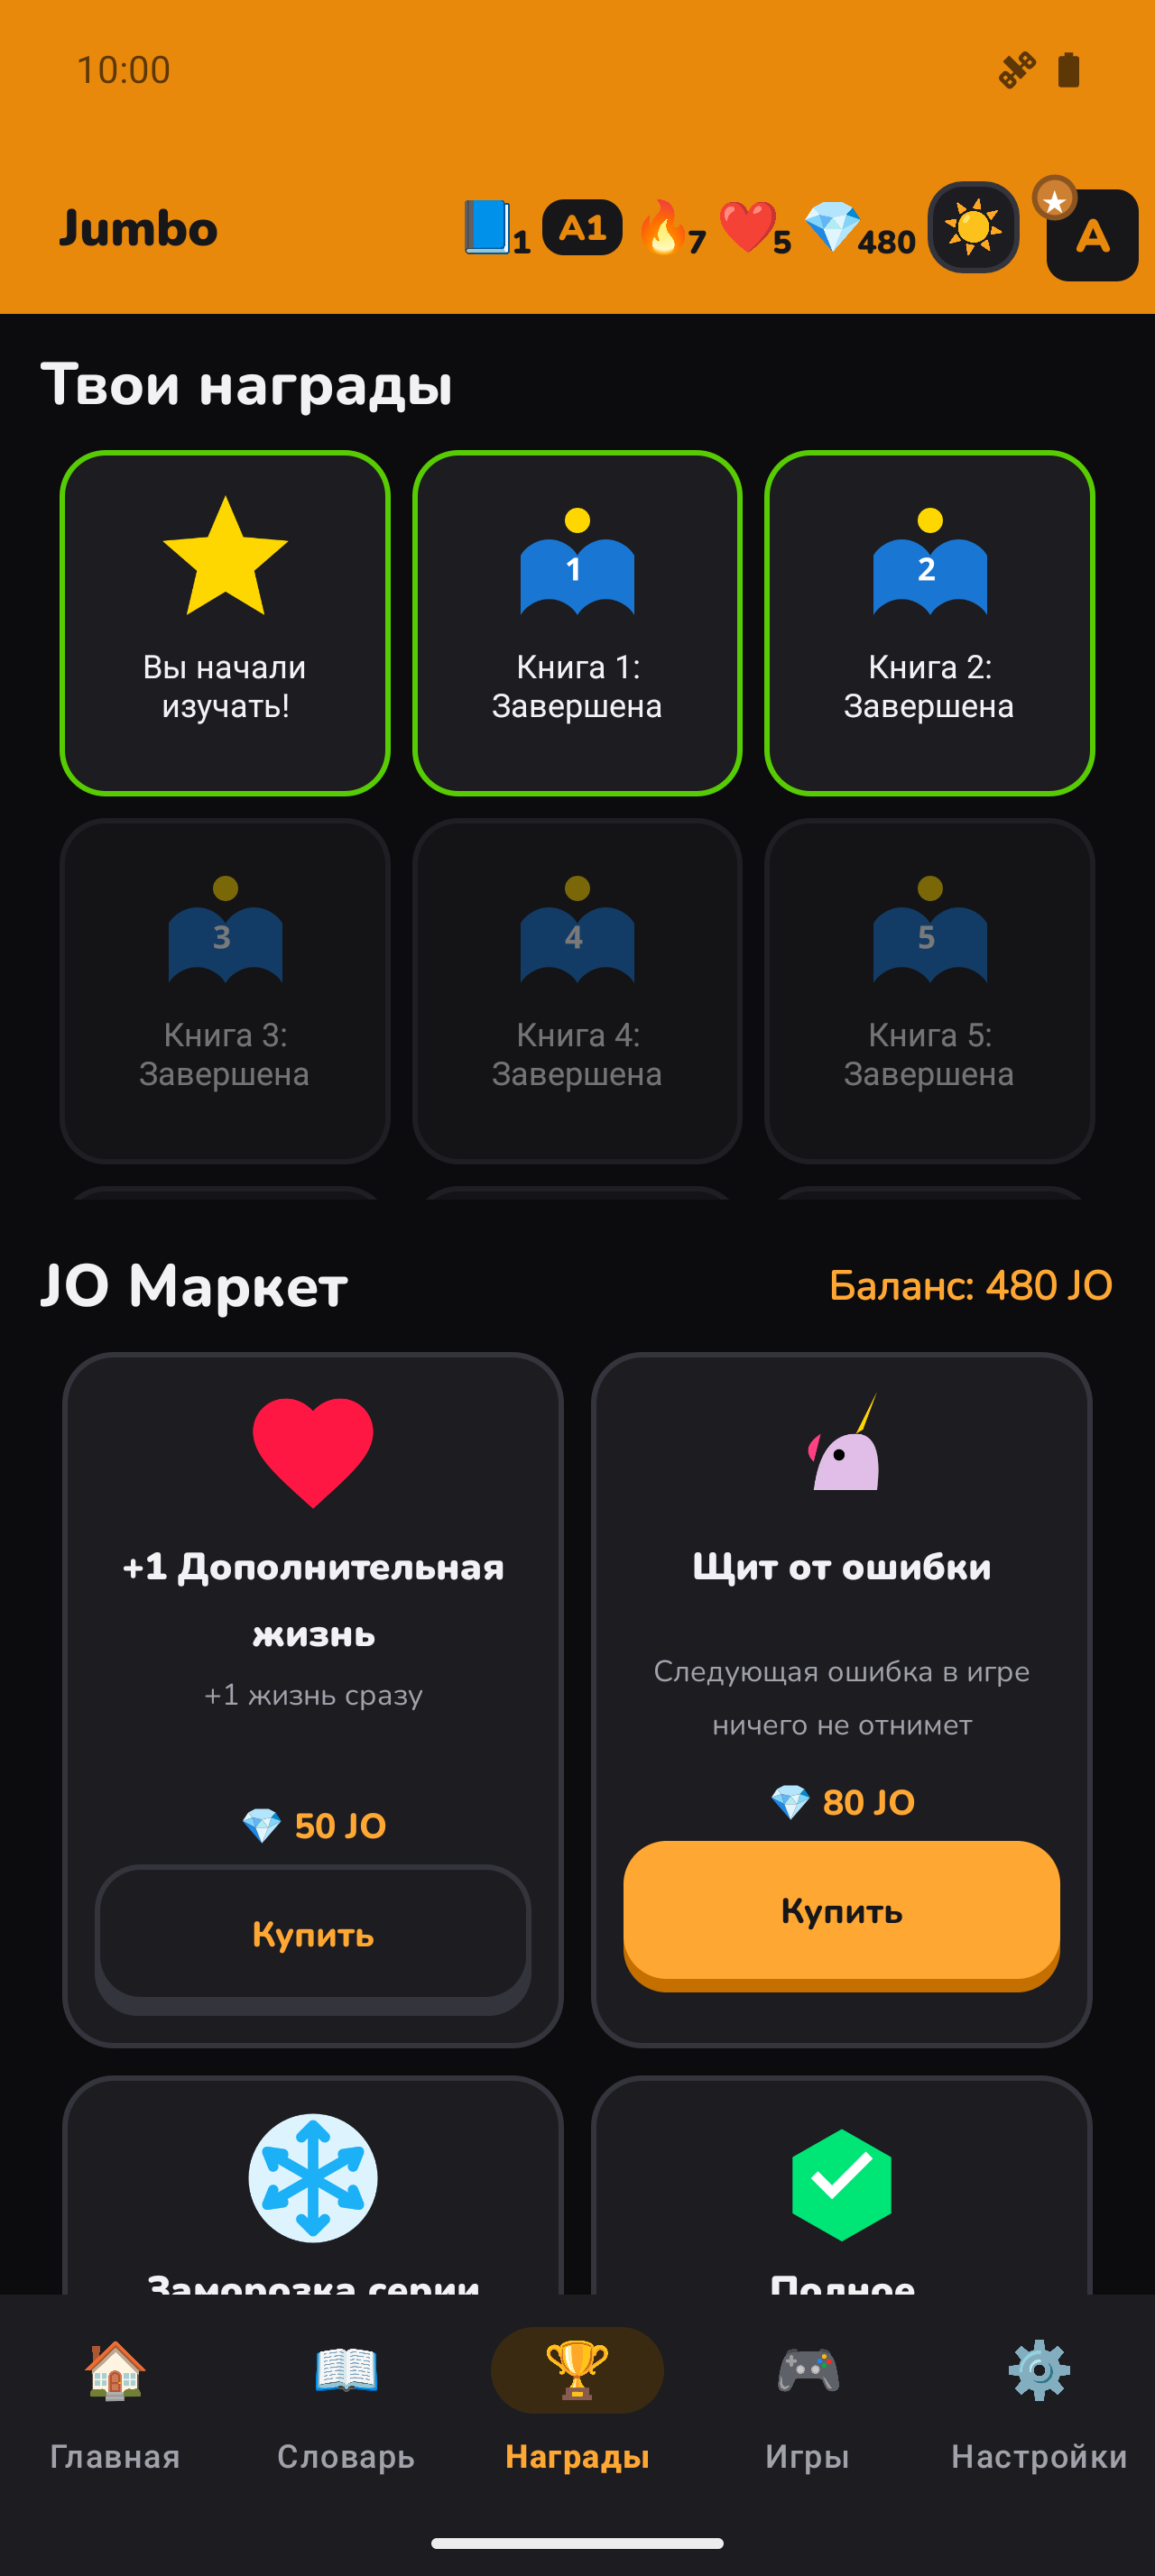 10:00
Jumbo
1
A1
7
5
480
A
Твои награды
Вы начали
изучать!
1
Книга 1:
Завершена
2
Книга 2:
Завершена
3
Книга 3:
Завершена
4
Книга 4:
Завершена
5
Книга 5:
Завершена
JO Маркет
Баланс: 480 JO
+1 Дополнительная
жизнь
+1 жизнь сразу
50 JO
Купить
Щит от ошибки
Следующая ошибка в игре
ничего не отнимет
80 JO
Купить
Заморозка серии
Полное
Главная
Словарь
Награды
Игры
Настройки